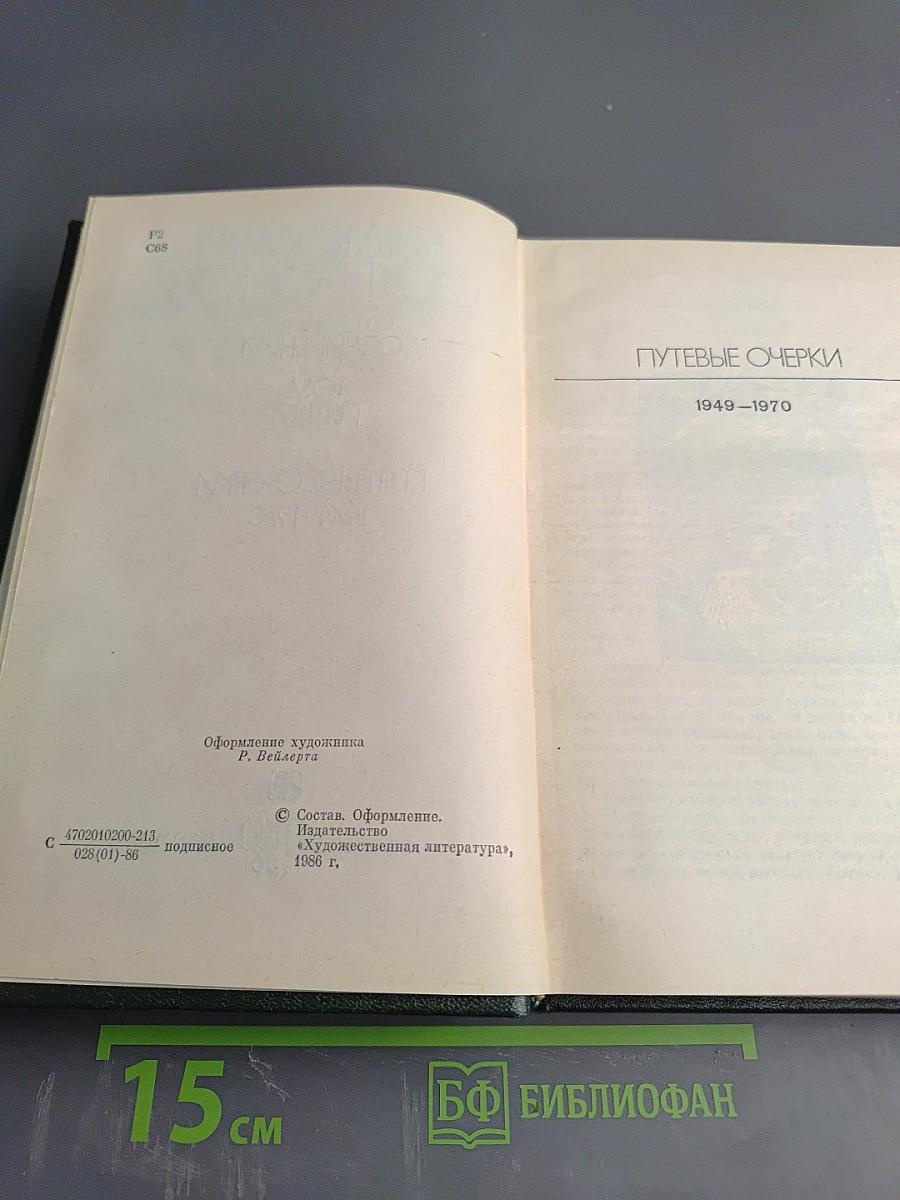 Р2
С68
Оформление художника
Р. Вейлерта
С 4702010200-213 подписное
028(01)-86
© Состав. Оформление.
Издательство
«Художественная литература»,
1986 г.
ПУТЕВЫЕ ОЧЕРКИ
1949—1970
15 см
БФ БИБЛИОФАН